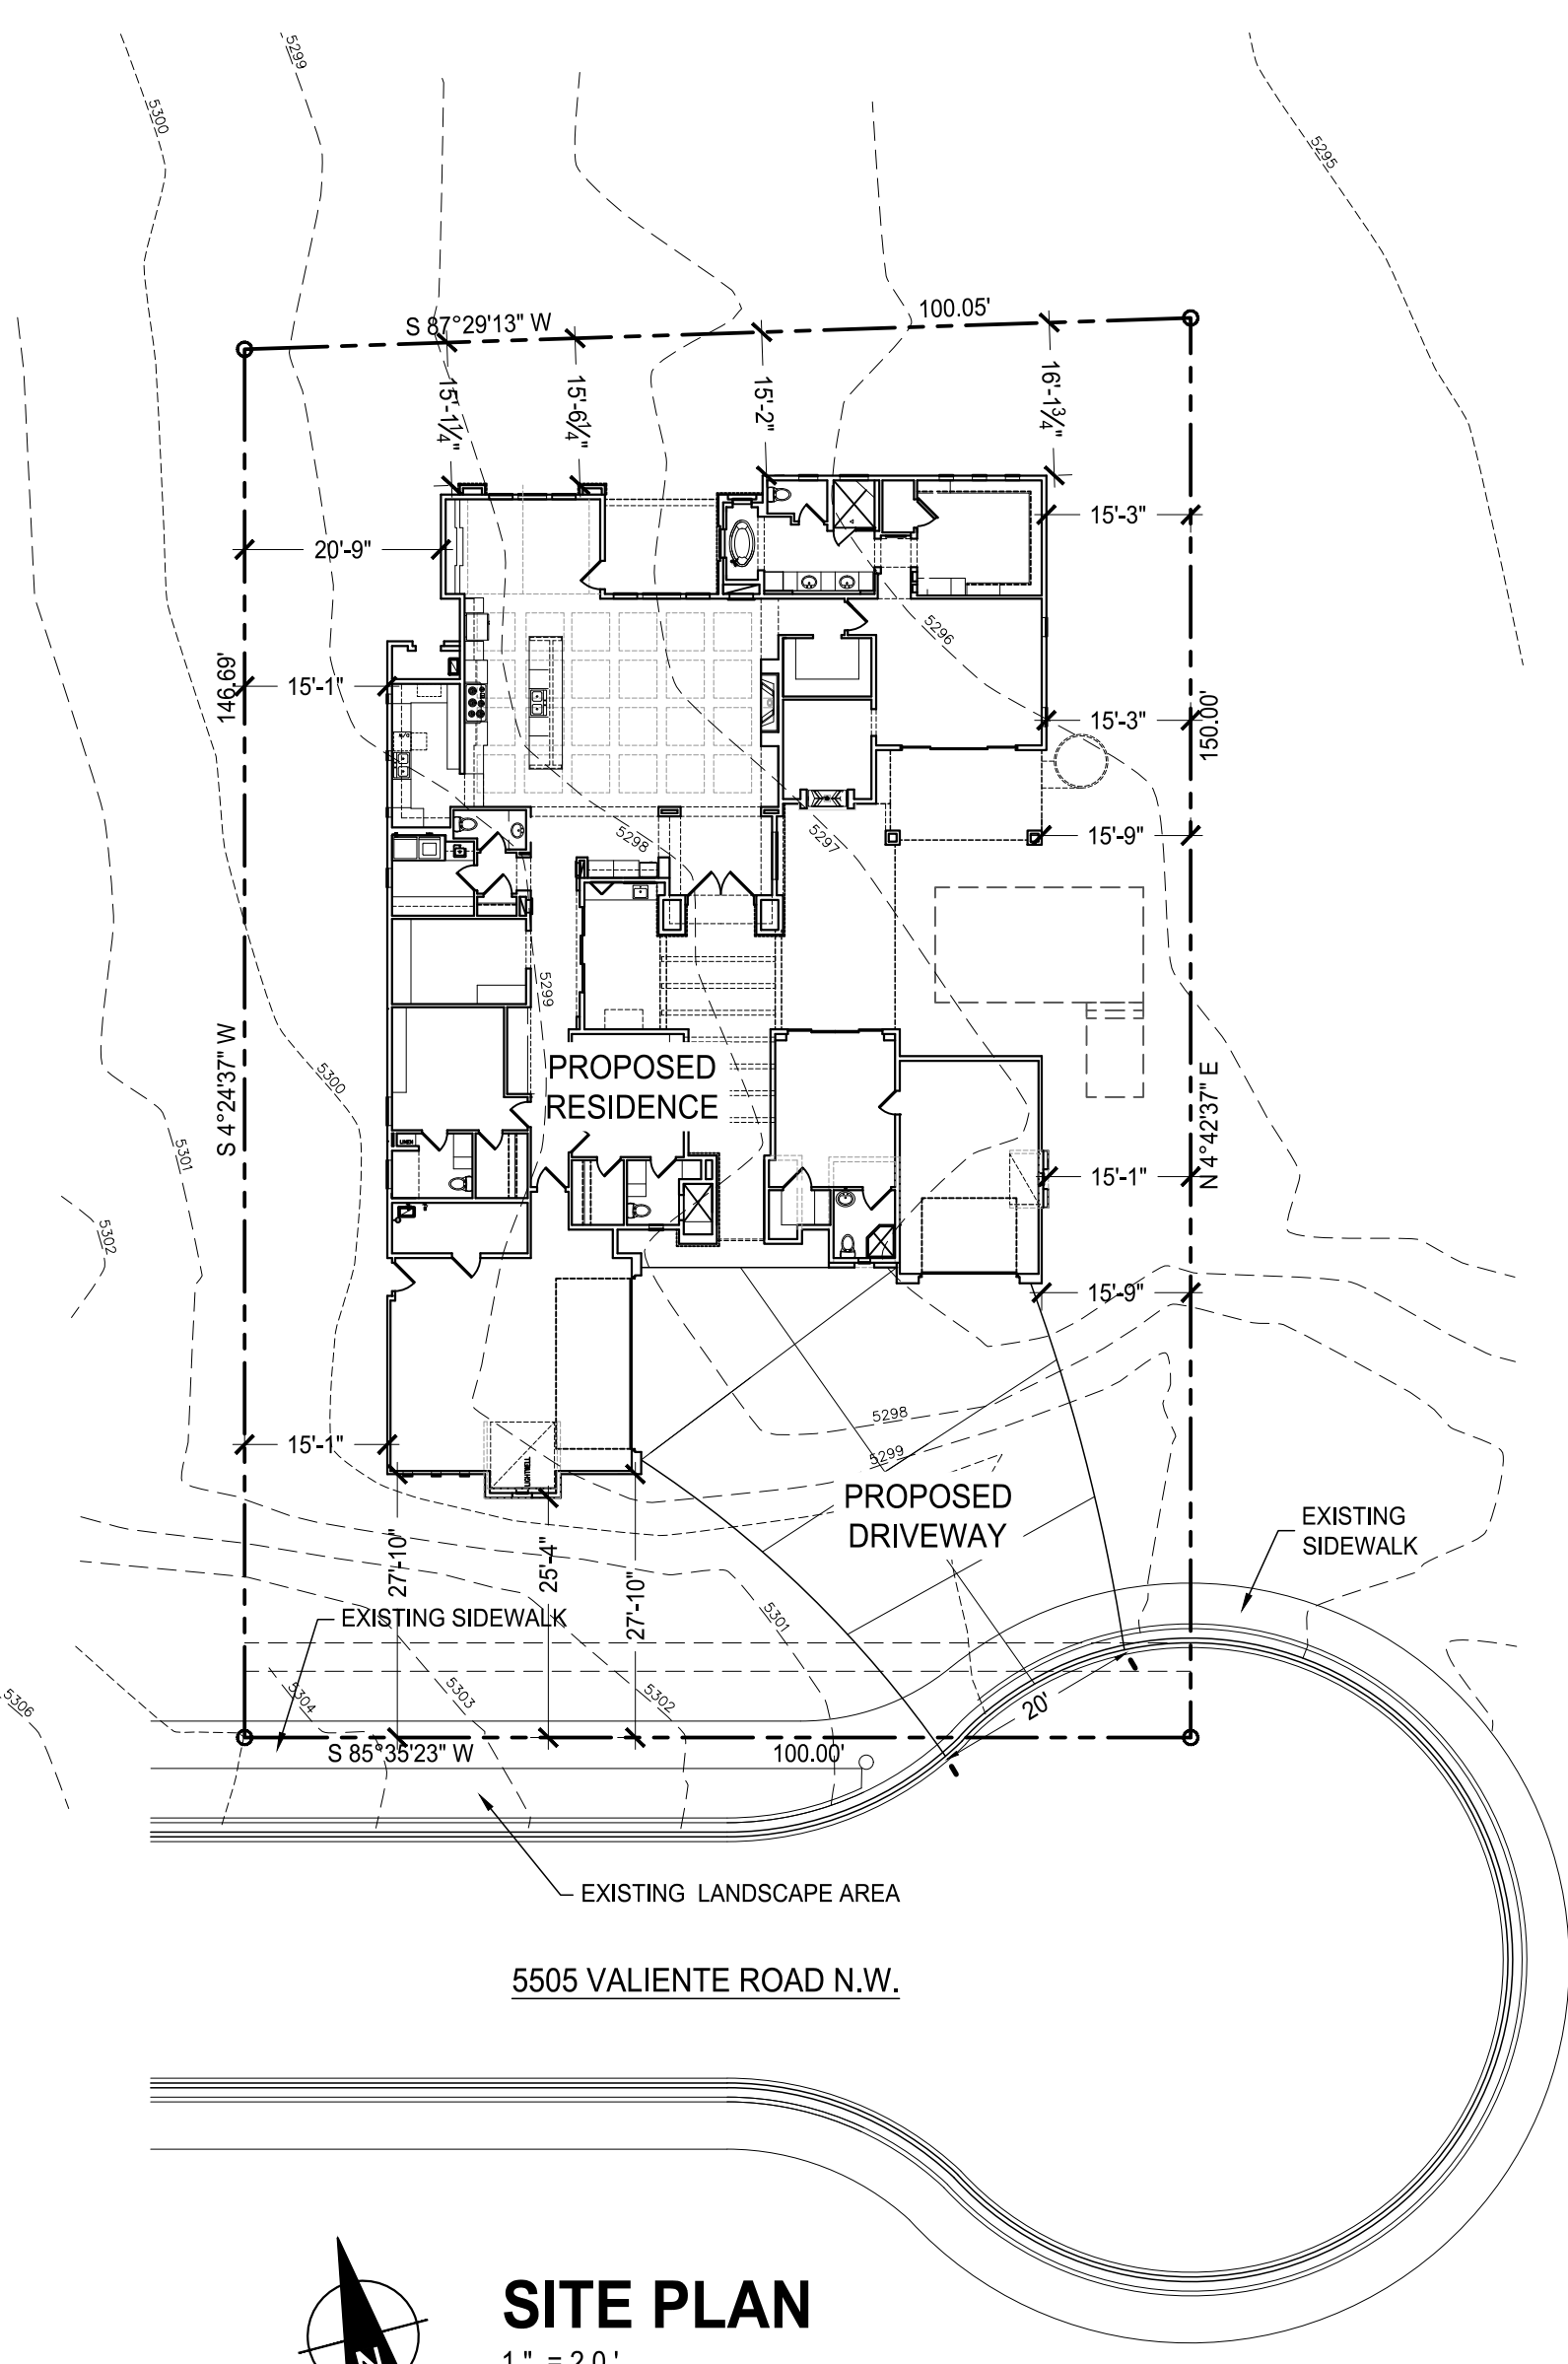 5299
5300
5295
S 87°29'13" W
100.05'
15'-1¼"
15'-6¼"
15'-2"
16'-1¾"
20'-9"
15'-3"
5296
146.69'
15'-1"
15'-3"
150.00'
5298
5297
15'-9"
5299
PROPOSED
RESIDENCE
S 4°24'37" W
5300
N 4°42'37" E
5301
LINEN
15'-1"
5302
15'-9"
5298
15'-1"
5299
LIGHTWELL
PROPOSED
DRIVEWAY
EXISTING
SIDEWALK
27'-10"
25'-4"
27'-10"
5301
EXISTING SIDEWALK
5306
5304
5303
5302
20'
S 85°35'23" W
100.00'
EXISTING LANDSCAPE AREA
5505 VALIENTE ROAD N.W.
SITE PLAN
N
1" = 20'